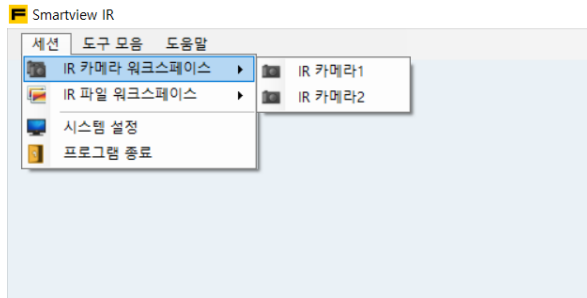 Smartview IR
세션 도구 모음 도움말
IR 카메라 워크스페이스 IR 카메라1
IR 파일 워크스페이스 IR 카메라2
시스템 설정
프로그램 종료